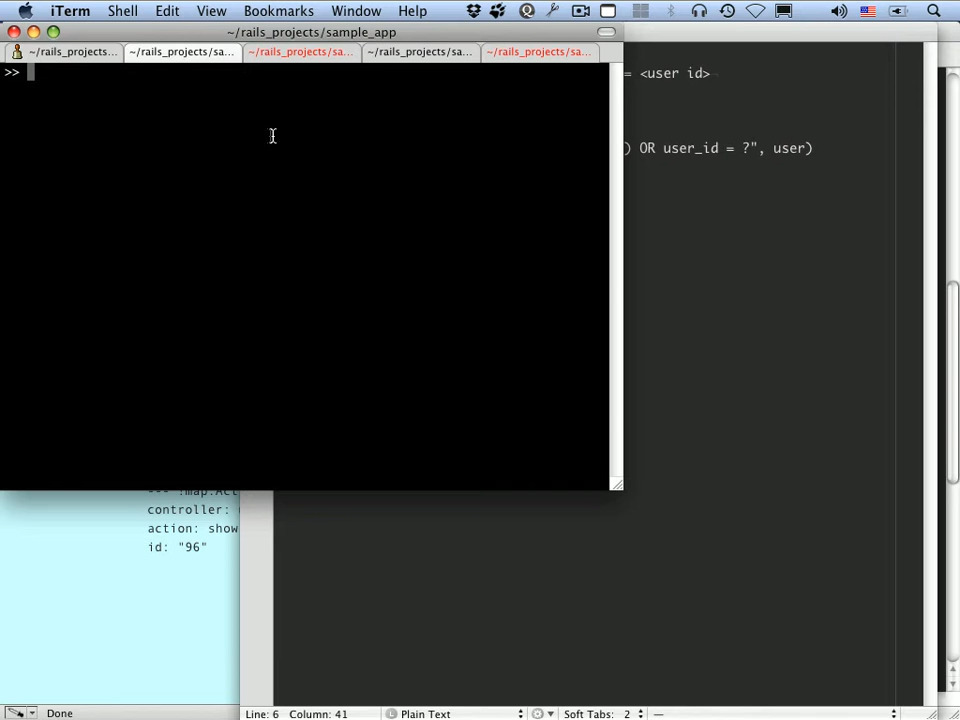 iTerm Shell Edit View Bookmarks Window Help
~/rails_projects/sample_app
~/rails_projects... ~/rails_projects/sa... ~/rails_projects/sa... ~/rails_projects/sa... ~/rails_projects/sa...
>>
= <user id>
) OR user_id = ?", user)
controller:
action: show
id: "96"
Done
Line: 6 Column: 41 Plain Text Soft Tabs: 2 —